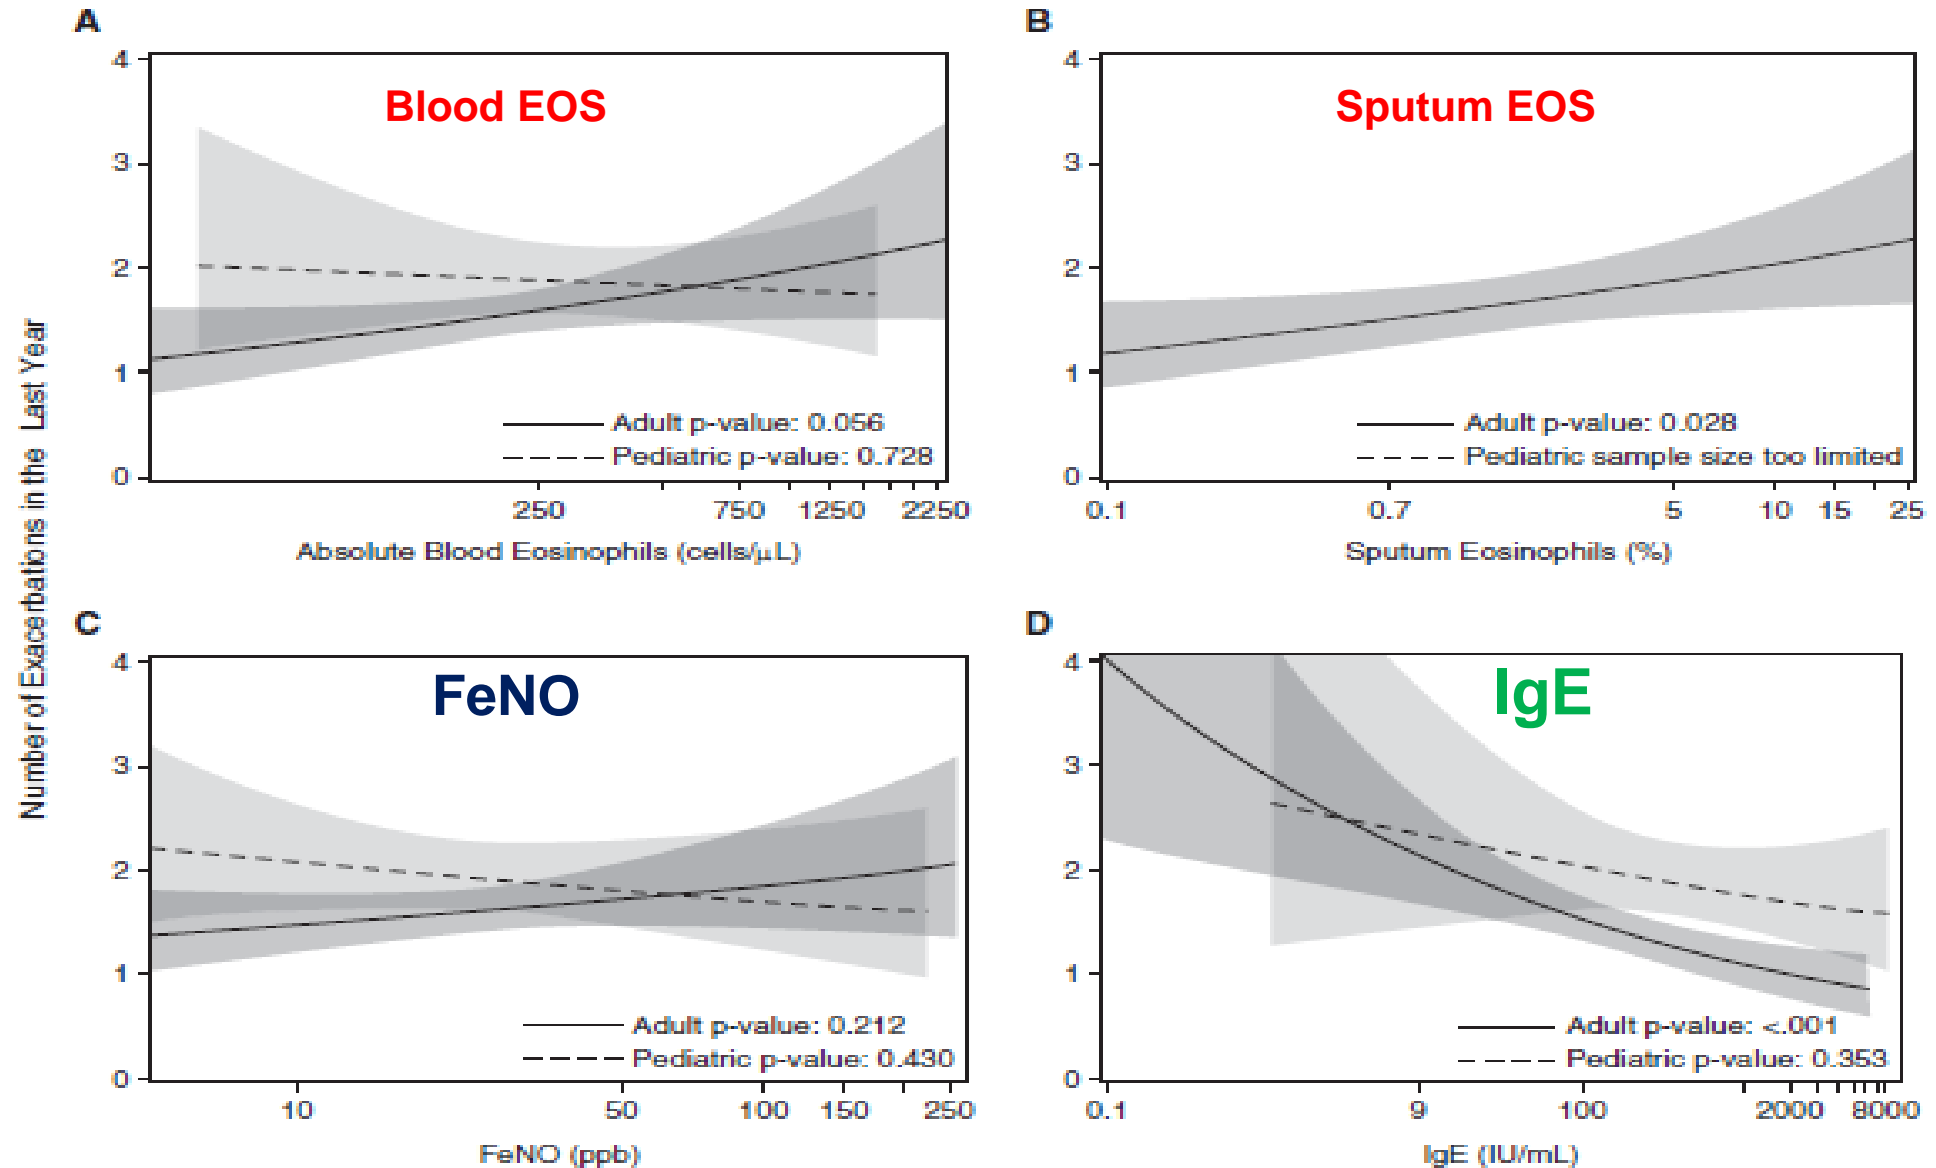 A
Blood EOS
4
3
2
1
0
Adult p-value: 0.056
Pediatric p-value: 0.728
250 750 1250 2250
Absolute Blood Eosinophils (cells/µL)
B
Sputum EOS
4
3
2
1
0
Adult p-value: 0.028
Pediatric sample size too limited
0.1 0.7 5 10 15 25
Sputum Eosinophils (%)
Number of Exacerbations in the Last Year
C
FeNO
4
3
2
1
0
Adult p-value: 0.212
Pediatric p-value: 0.430
10 50 100 150 250
FeNO (ppb)
D
IgE
4
3
2
1
0
Adult p-value: <.001
Pediatric p-value: 0.353
0.1 9 100 2000 8000
IgE (IU/mL)